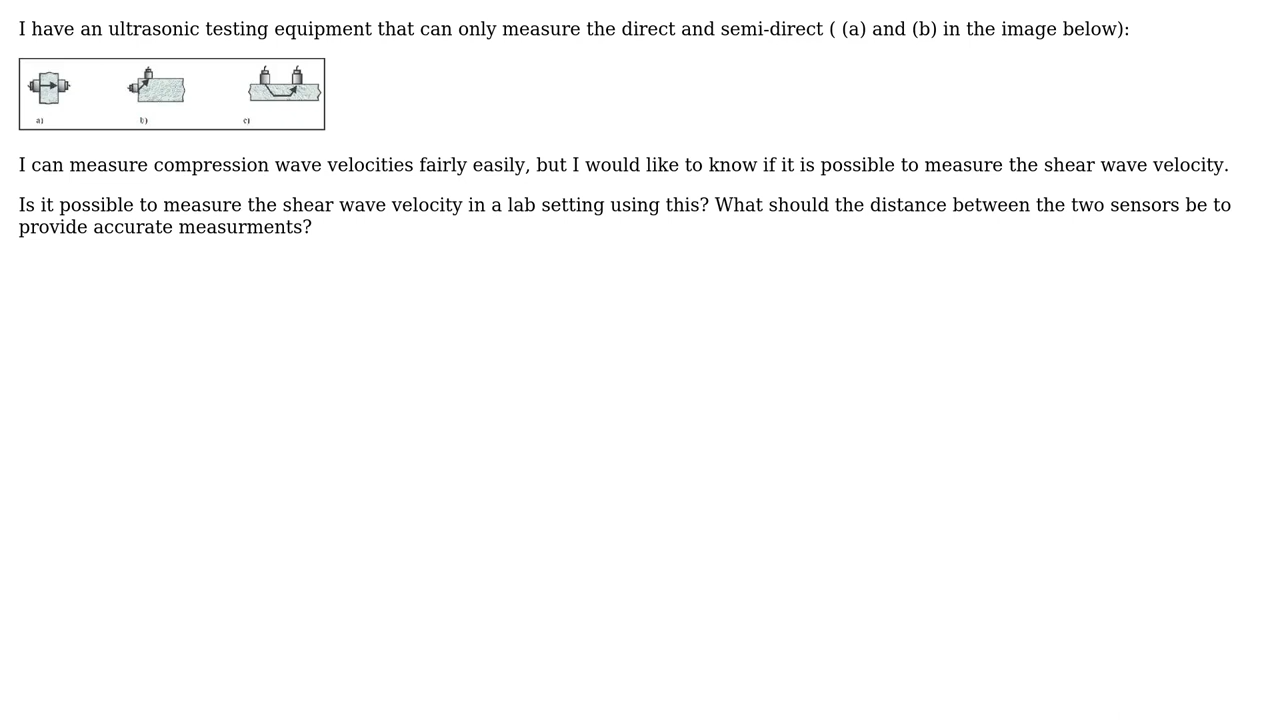 I have an ultrasonic testing equipment that can only measure the direct and semi-direct ( (a) and (b) in the image below):
a) b) c)
I can measure compression wave velocities fairly easily, but I would like to know if it is possible to measure the shear wave velocity.
Is it possible to measure the shear wave velocity in a lab setting using this? What should the distance between the two sensors be to
provide accurate measurments?